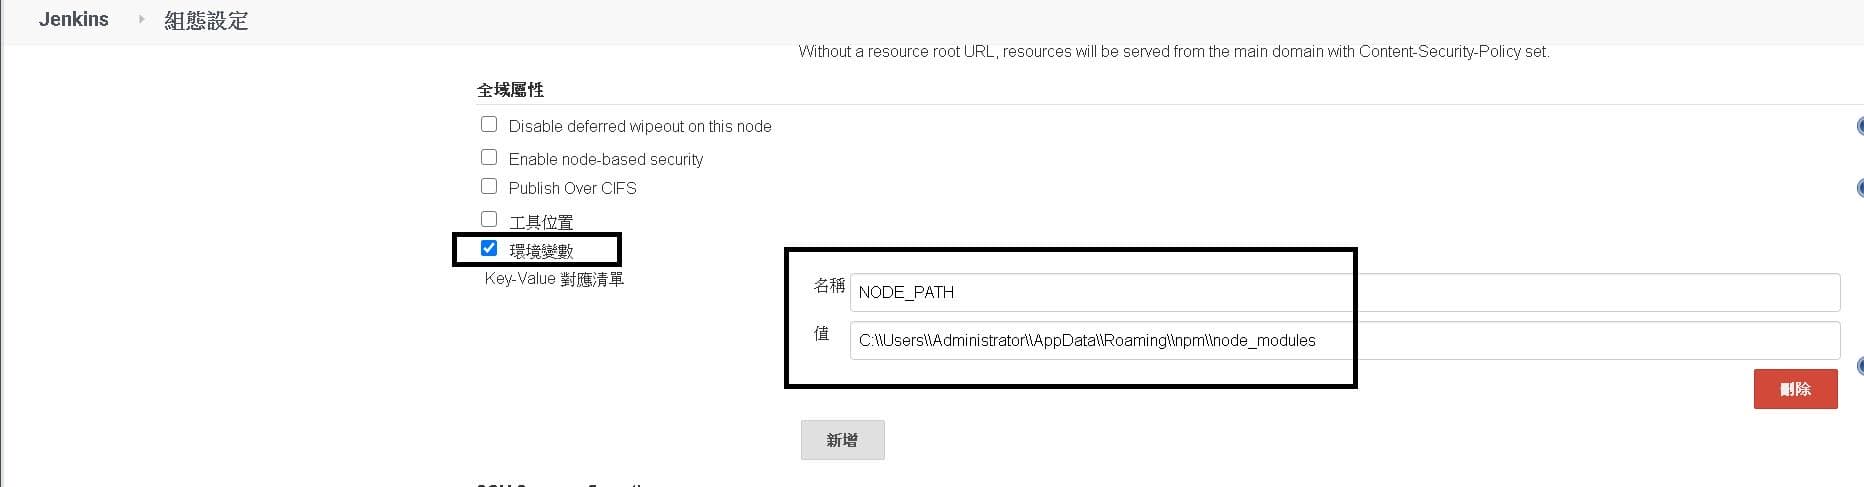 Jenkins
組態設定
Without a resource root URL, resources will be served from the main domain with Content-Security-Policy set.
全域屬性
Disable deferred wipeout on this node
Enable node-based security
Publish Over CIFS
工具位置
環境變數
Key-Value 對應清單
名稱 NODE_PATH
值 C:\\Users\\Administrator\\AppData\\Roaming\\npm\\node_modules
刪除
新增